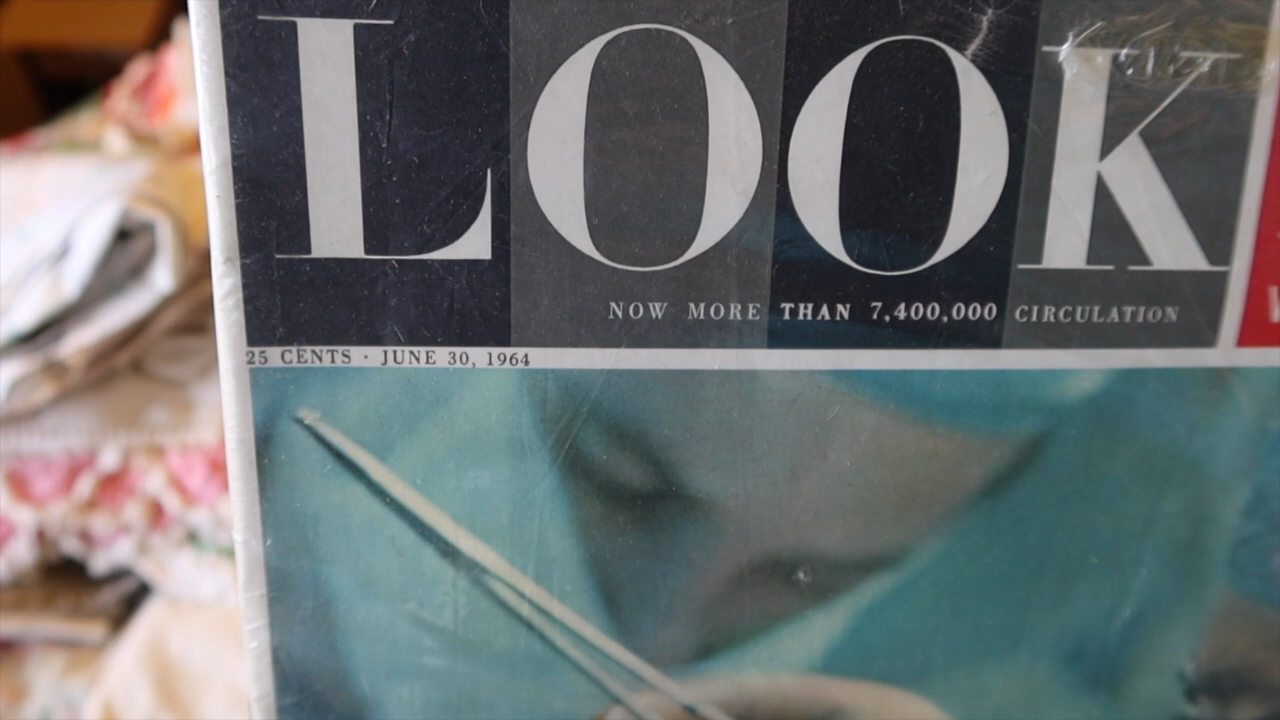 LOOK
NOW MORE THAN 7,400,000 CIRCULATION
25 CENTS · JUNE 30, 1964